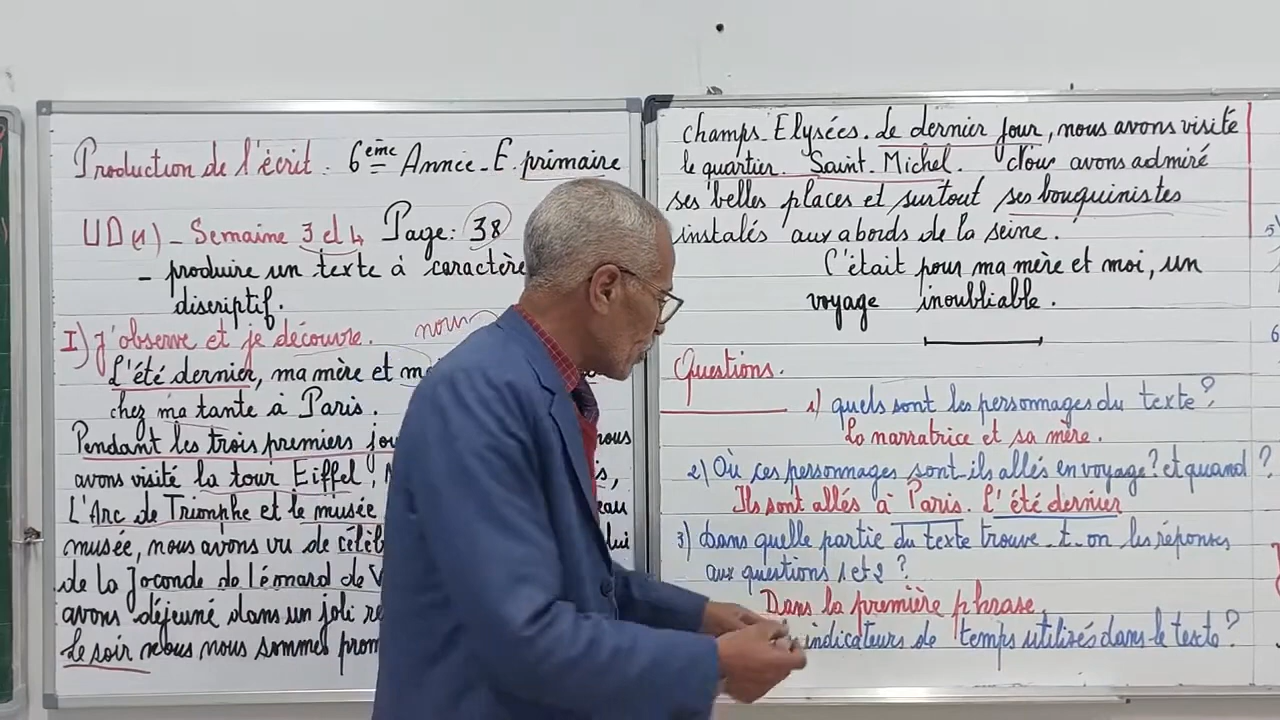 Production de l'écrit : 6ème Année - E. primaire
UD(1) - Semaine 3 et 4 Page: 38
- produire un texte à caractère
discriptif.
I) J'observe et je découvre. nous
L'été dernier, ma mère et
chez ma tante à Paris.
Pendant les trois premiers nous
avons visité la tour Eiffel,
L'Arc de Triomphe et le musée
musée, nous avons vu de lui
de la Joconde de Léonard de
avons déjeuné dans un joli
Le soir nous nous sommes
champs Elysées. Le dernier jour, nous avons visité
le quartier Saint-Michel. Nous avons admiré
ses belles places et surtout ses bouquinistes
instalés aux abords de la seine.
C'était pour ma mère et moi, un
voyage inoubliable.
Questions.
1) quels sont les personnages du texte ?
La narratrice et sa mère.
2) Où ces personnages sont-ils allés en voyage ? et quand ?
Ils sont allés à Paris. L'été dernier
3) Dans quelle partie du texte trouve-t-on les réponses
aux questions 1 et 2 ?
Dans la première phrase.
indicateurs de temps utilisés dans le texte ?